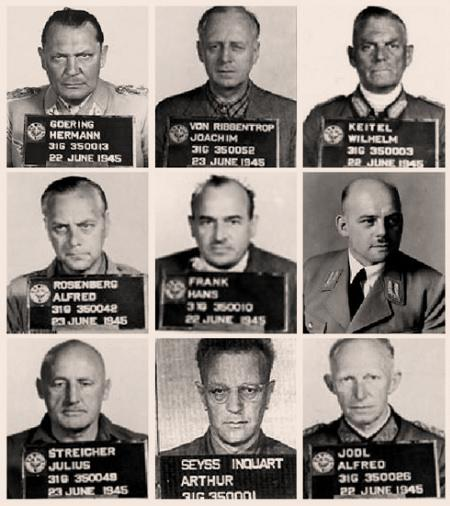 GOERING
HERMANN
31G 350013
22 JUNE 1945
VON RIBBENTROP
JOACHIM
31G 350052
23 JUNE 1945
KEITEL
WILHELM
31G 350003
22 JUNE 1945
ROSENBERG
ALFRED
31G 350042
23 JUNE 1945
FRANK
HANS
31G 350010
22 JUNE 1945
STREICHER
JULIUS
31G 350049
23 JUNE 1945
SEYSS INQUART
ARTHUR
31G 350001
JODL
ALFRED
31G 350026
22 JUNE 1945